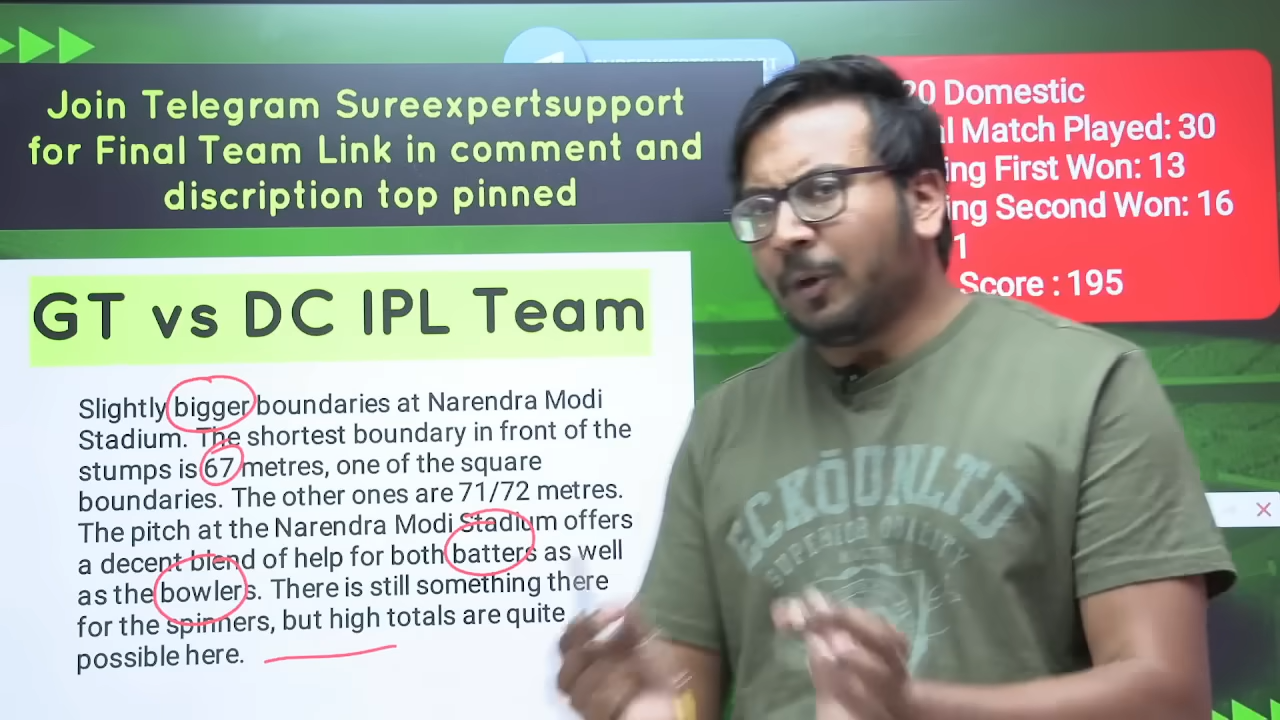 Join Telegram Sureexpertsupport
for Final Team Link in comment and
discription top pinned
20 Domestic
Match Played: 30
First Won: 13
Second Won: 16
1
Score : 195
GT vs DC IPL Team
Slightly bigger boundaries at Narendra Modi
Stadium. The shortest boundary in front of the
stumps is 67 metres, one of the square
boundaries. The other ones are 71/72 metres.
The pitch at the Narendra Modi Stadium offers
a decent blend of help for both batters as well
as the bowlers. There is still something there
for the spinners, but high totals are quite
possible here.
ECKŌUNLTD
SUPERIOR QUALITY